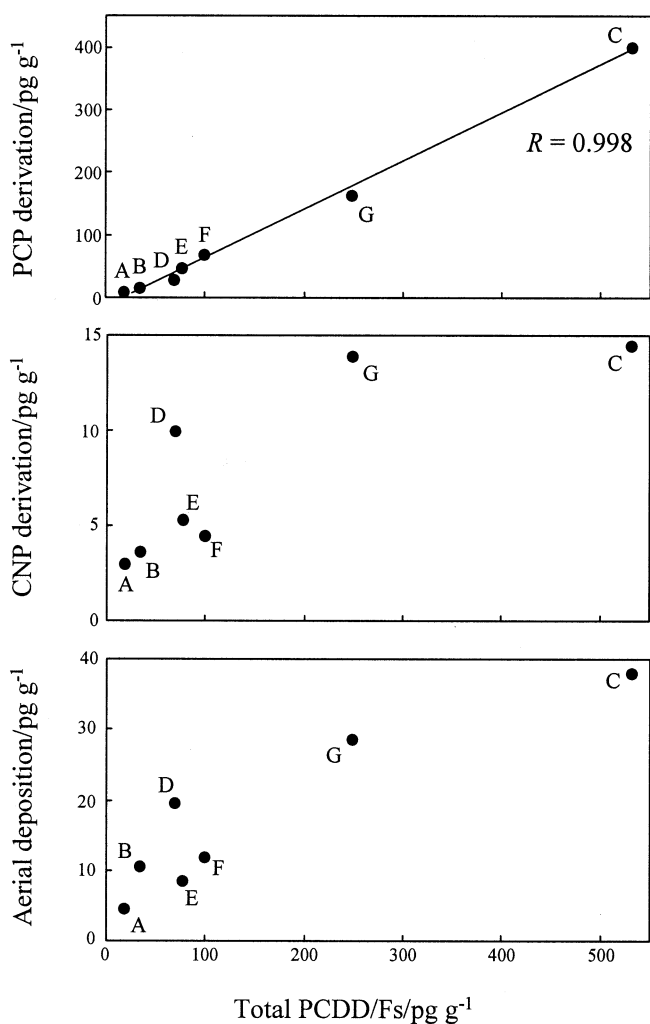 PCP derivation/pg g-1
400
300
200
100
0
A
B
D
E
F
G
C
R = 0.998
CNP derivation/pg g-1
15
10
5
0
A
B
D
E
F
G
C
Aerial deposition/pg g-1
40
30
20
10
0
A
B
D
E
F
G
C
0 100 200 300 400 500
Total PCDD/Fs/pg g-1